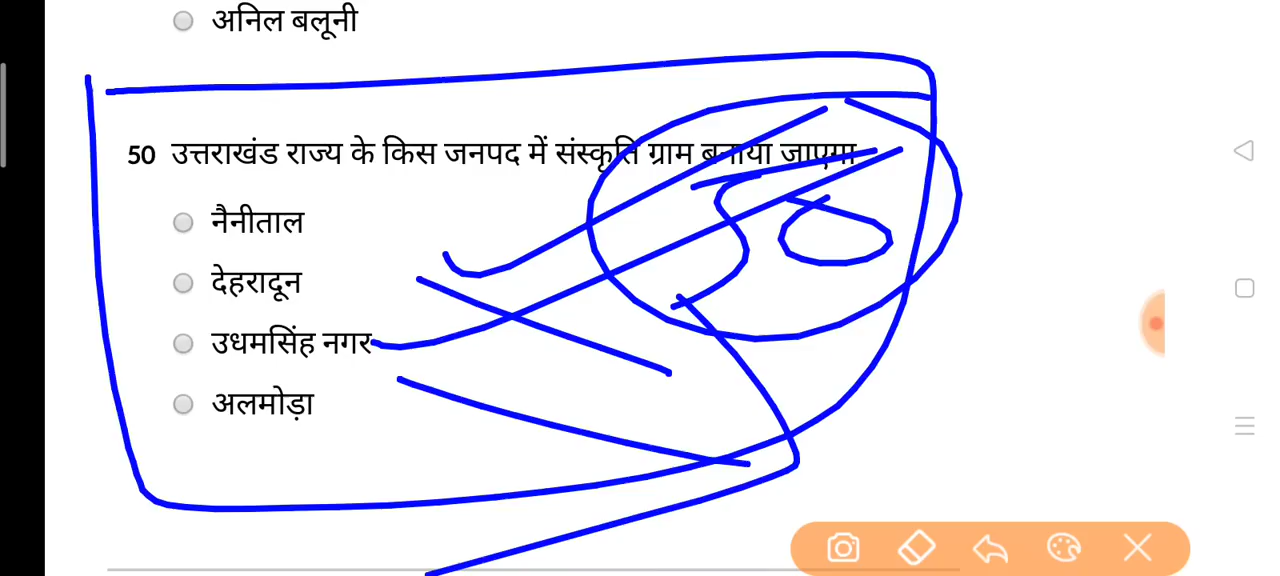 अनिल बलूनी
50 उत्तराखंड राज्य के किस जनपद में संस्कृति ग्राम बनाया जाएगा
नैनीताल
देहरादून
उधमसिंह नगर
अलमोड़ा